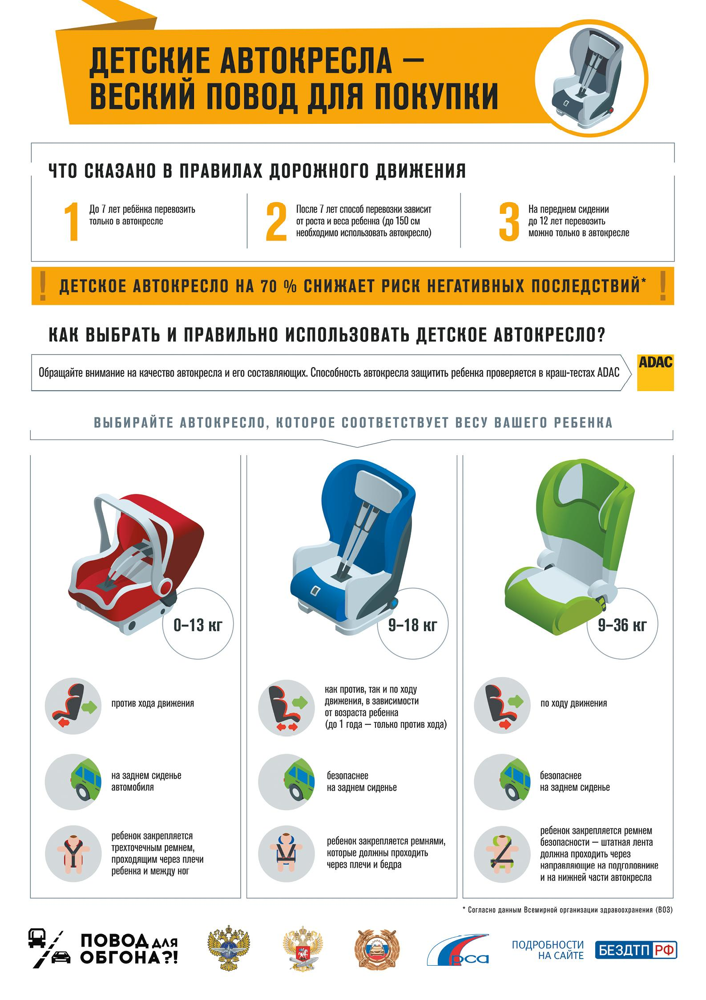 ДЕТСКИЕ АВТОКРЕСЛА –
ВЕСКИЙ ПОВОД ДЛЯ ПОКУПКИ
ЧТО СКАЗАНО В ПРАВИЛАХ ДОРОЖНОГО ДВИЖЕНИЯ
1
До 7 лет ребёнка перевозить
только в автокресле
2
После 7 лет способ перевозки зависит
от роста и веса ребенка (до 150 см
необходимо использовать автокресло)
3
На переднем сидении
до 12 лет перевозить
можно только в автокресле
! ДЕТСКОЕ АВТОКРЕСЛО НА 70 % СНИЖАЕТ РИСК НЕГАТИВНЫХ ПОСЛЕДСТВИЙ* !
КАК ВЫБРАТЬ И ПРАВИЛЬНО ИСПОЛЬЗОВАТЬ ДЕТСКОЕ АВТОКРЕСЛО?
Обращайте внимание на качество автокресла и его составляющих. Способность автокресла защитить ребенка проверяется в краш-тестах ADAC
ADAC
ВЫБИРАЙТЕ АВТОКРЕСЛО, КОТОРОЕ СООТВЕТСТВУЕТ ВЕСУ ВАШЕГО РЕБЕНКА
0–13 кг
против хода движения
на заднем сиденье
автомобиля
ребенок закрепляется
трехточечным ремнем,
проходящим через плечи
ребенка и между ног
9–18 кг
как против, так и по ходу
движения, в зависимости
от возраста ребенка
(до 1 года – только против хода)
безопаснее
на заднем сиденье
ребенок закрепляется ремнями,
которые должны проходить
через плечи и бедра
9–36 кг
по ходу движения
безопаснее
на заднем сиденье
ребенок закрепляется ремнем
безопасности – штатная лента
должна проходить через
направляющие на подголовнике
и на нижней части автокресла
* Согласно данным Всемирной организации здравоохранения (ВОЗ)
ПОВОД ДЛЯ
ОБГОНА?!
рса
ПОДРОБНОСТИ
НА САЙТЕ
БЕЗДТП РФ